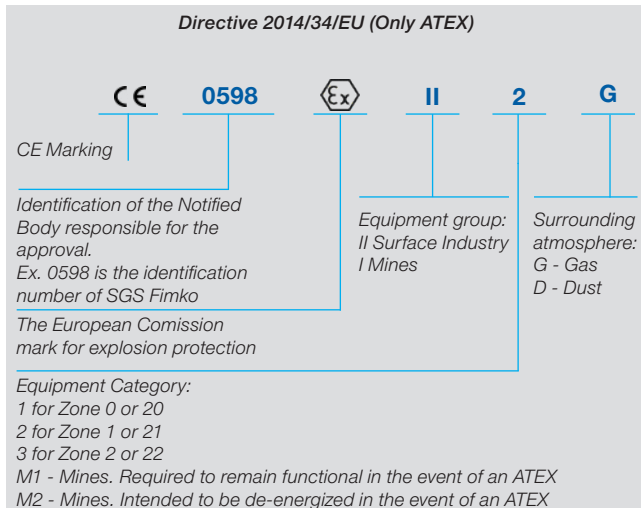 Directive 2014/34/EU (Only ATEX)
CE 0598 Ex II 2 G
CE Marking
Identification of the Notified
Body responsible for the
approval.
Ex. 0598 is the identification
number of SGS Fimko
Equipment group:
II Surface Industry
I Mines
Surrounding
atmosphere:
G - Gas
D - Dust
The European Comission
mark for explosion protection
Equipment Category:
1 for Zone 0 or 20
2 for Zone 1 or 21
3 for Zone 2 or 22
M1 - Mines. Required to remain functional in the event of an ATEX
M2 - Mines. Intended to be de-energized in the event of an ATEX